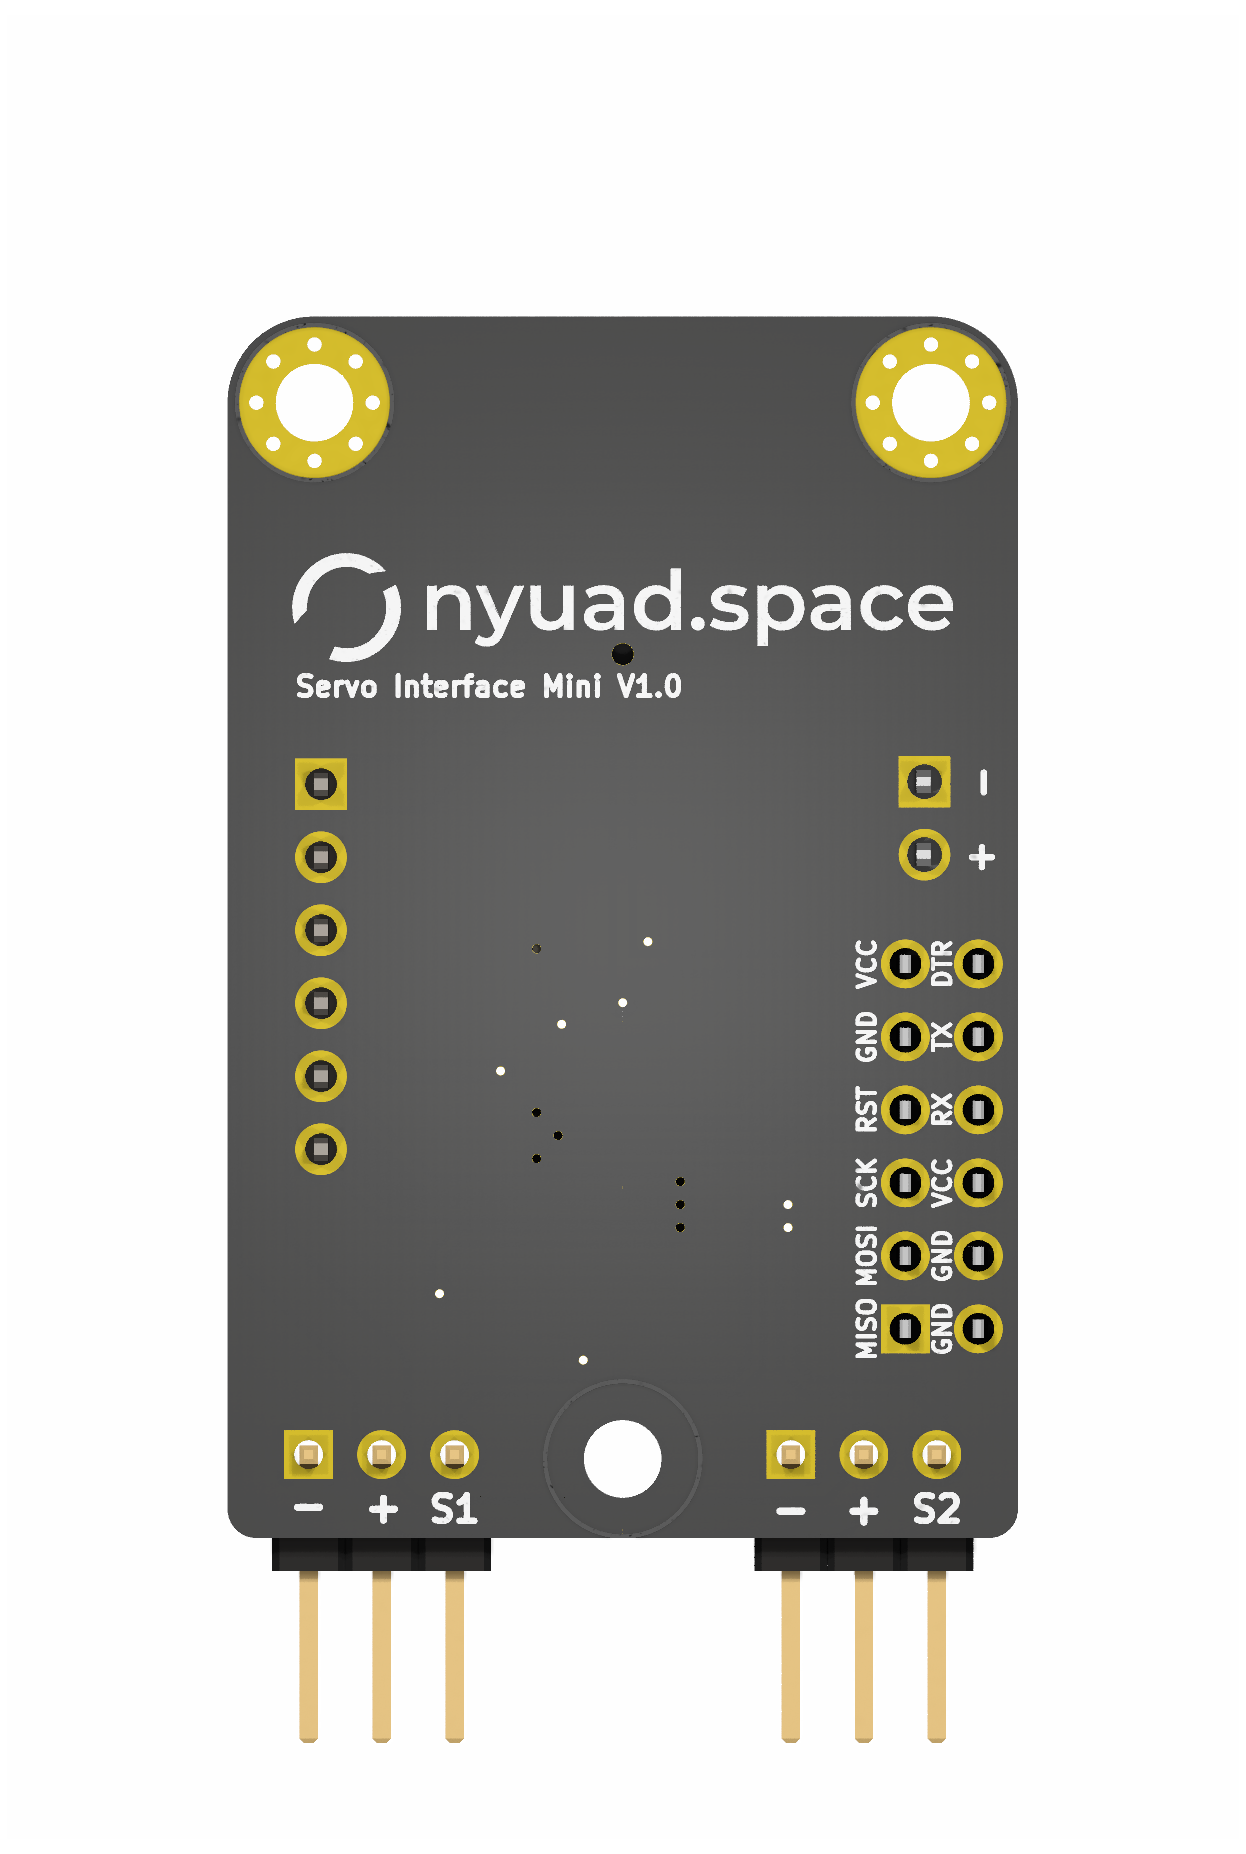 nyuad.space
Servo Interface Mini V1.0
−
+
VCC DTR
GND TX
RST RX
SCK VCC
MOSI GND
MISO GND
− + S1
− + S2